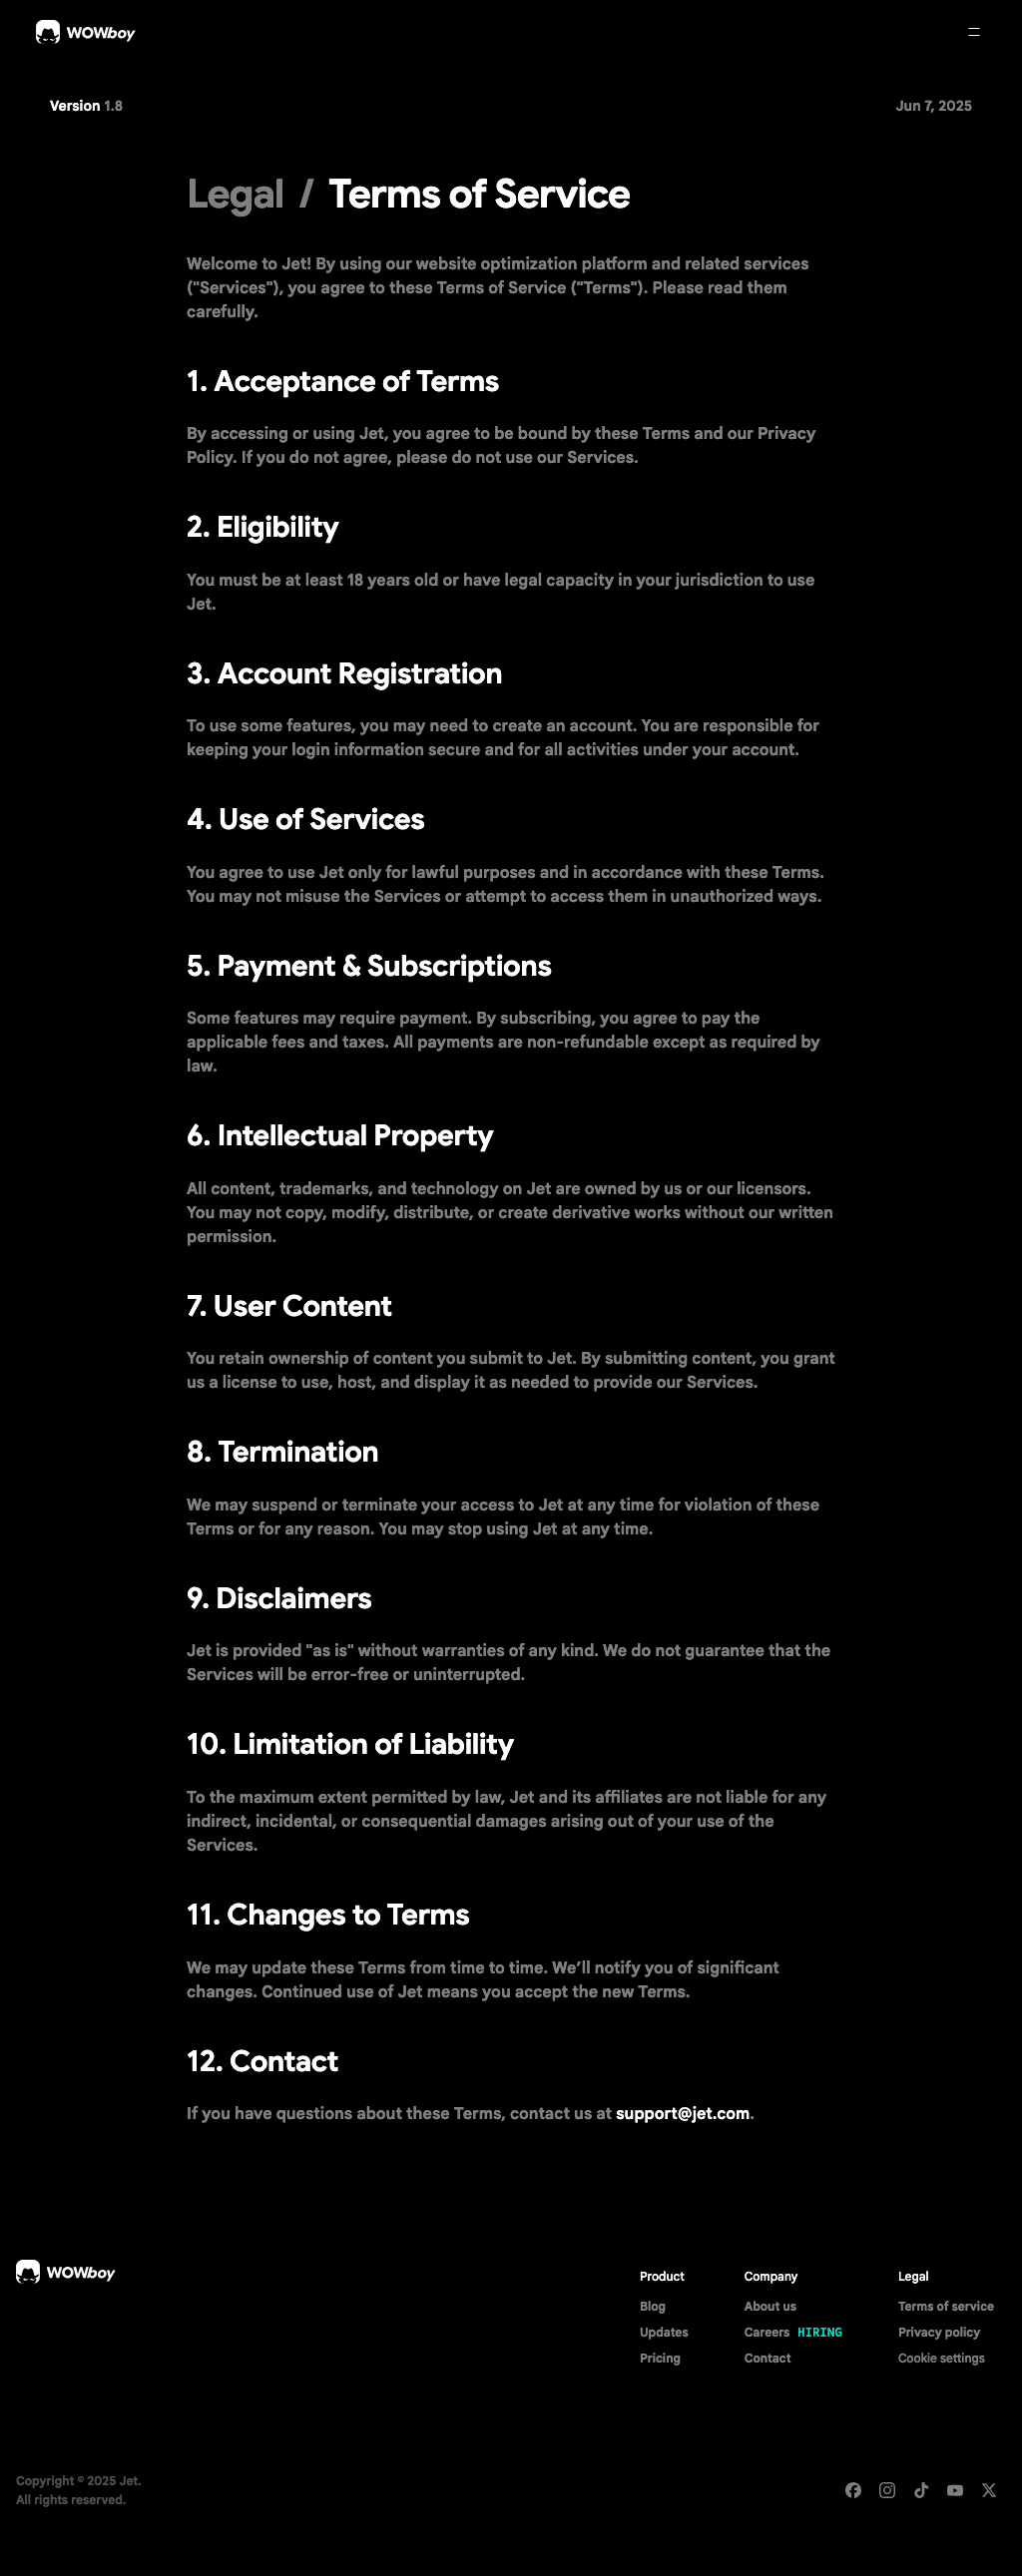 WOWboy
Version 1.8
Jun 7, 2025
Legal / Terms of Service
Welcome to Jet! By using our website optimization platform and related services
("Services"), you agree to these Terms of Service ("Terms"). Please read them
carefully.
1. Acceptance of Terms
By accessing or using Jet, you agree to be bound by these Terms and our Privacy
Policy. If you do not agree, please do not use our Services.
2. Eligibility
You must be at least 18 years old or have legal capacity in your jurisdiction to use
Jet.
3. Account Registration
To use some features, you may need to create an account. You are responsible for
keeping your login information secure and for all activities under your account.
4. Use of Services
You agree to use Jet only for lawful purposes and in accordance with these Terms.
You may not misuse the Services or attempt to access them in unauthorized ways.
5. Payment & Subscriptions
Some features may require payment. By subscribing, you agree to pay the
applicable fees and taxes. All payments are non-refundable except as required by
law.
6. Intellectual Property
All content, trademarks, and technology on Jet are owned by us or our licensors.
You may not copy, modify, distribute, or create derivative works without our written
permission.
7. User Content
You retain ownership of content you submit to Jet. By submitting content, you grant
us a license to use, host, and display it as needed to provide our Services.
8. Termination
We may suspend or terminate your access to Jet at any time for violation of these
Terms or for any reason. You may stop using Jet at any time.
9. Disclaimers
Jet is provided "as is" without warranties of any kind. We do not guarantee that the
Services will be error-free or uninterrupted.
10. Limitation of Liability
To the maximum extent permitted by law, Jet and its affiliates are not liable for any
indirect, incidental, or consequential damages arising out of your use of the
Services.
11. Changes to Terms
We may update these Terms from time to time. We’ll notify you of significant
changes. Continued use of Jet means you accept the new Terms.
12. Contact
If you have questions about these Terms, contact us at support@jet.com.
WOWboy
Product
Blog
Updates
Pricing
Company
About us
Careers HIRING
Contact
Legal
Terms of service
Privacy policy
Cookie settings
Copyright © 2025 Jet.
All rights reserved.